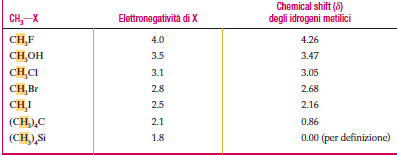 Chemical shift (δ)
CH₃—X Elettronegatività di X degli idrogeni metilici
CH₃F 4.0 4.26
CH₃OH 3.5 3.47
CH₃Cl 3.1 3.05
CH₃Br 2.8 2.68
CH₃I 2.5 2.16
(CH₃)₄C 2.1 0.86
(CH₃)₄Si 1.8 0.00 (per definizione)